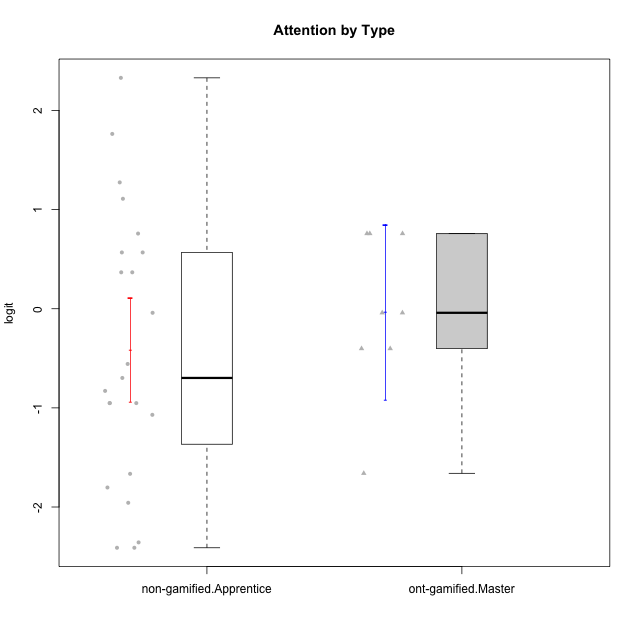 Attention by Type
logit
2
1
0
-1
-2
non-gamified.Apprentice
ont-gamified.Master